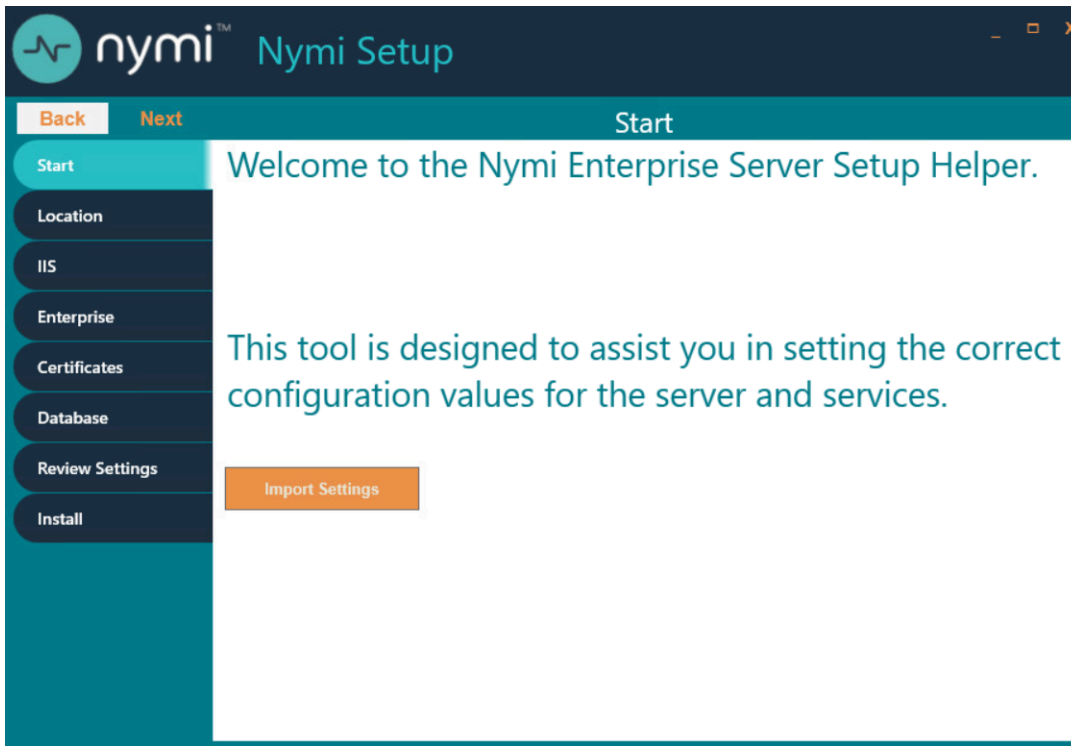 nymi™ Nymi Setup
Back Next Start
Start
Location
IIS
Enterprise
Certificates
Database
Review Settings
Install
Welcome to the Nymi Enterprise Server Setup Helper.
This tool is designed to assist you in setting the correct
configuration values for the server and services.
Import Settings